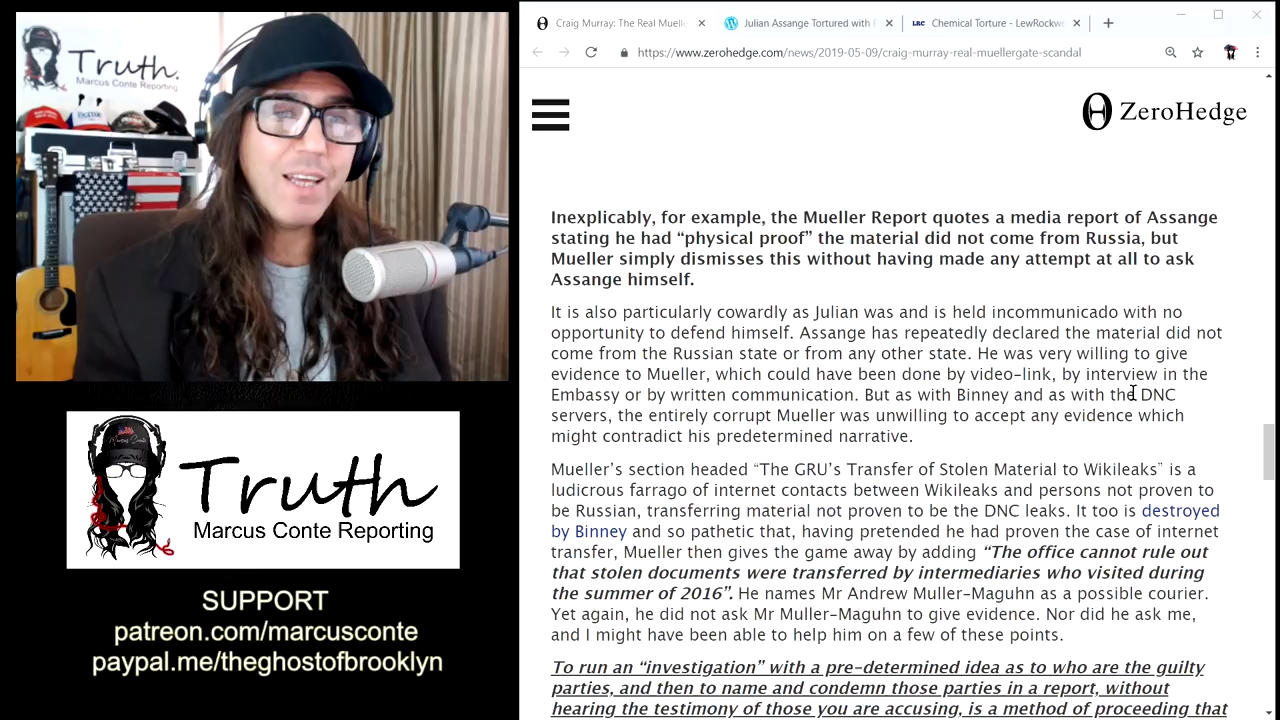 Truth.
Marcus Conte Reporting
Truth
Marcus Conte Reporting
SUPPORT
patreon.com/marcusconte
paypal.me/theghostofbrooklyn
Craig Murray: The Real Muelle
Julian Assange Tortured with
LRC Chemical Torture - LewRockw
https://www.zerohedge.com/news/2019-05-09/craig-murray-real-muellergate-scandal
ZeroHedge
Inexplicably, for example, the Mueller Report quotes a media report of Assange
stating he had “physical proof” the material did not come from Russia, but
Mueller simply dismisses this without having made any attempt at all to ask
Assange himself.
It is also particularly cowardly as Julian was and is held incommunicado with no
opportunity to defend himself. Assange has repeatedly declared the material did not
come from the Russian state or from any other state. He was very willing to give
evidence to Mueller, which could have been done by video-link, by interview in the
Embassy or by written communication. But as with Binney and as with the DNC
servers, the entirely corrupt Mueller was unwilling to accept any evidence which
might contradict his predetermined narrative.
Mueller’s section headed “The GRU’s Transfer of Stolen Material to Wikileaks” is a
ludicrous farrago of internet contacts between Wikileaks and persons not proven to
be Russian, transferring material not proven to be the DNC leaks. It too is destroyed
by Binney and so pathetic that, having pretended he had proven the case of internet
transfer, Mueller then gives the game away by adding “The office cannot rule out
that stolen documents were transferred by intermediaries who visited during
the summer of 2016”. He names Mr Andrew Muller-Maguhn as a possible courier.
Yet again, he did not ask Mr Muller-Maguhn to give evidence. Nor did he ask me,
and I might have been able to help him on a few of these points.
To run an “investigation” with a pre-determined idea as to who are the guilty
parties, and then to name and condemn those parties in a report, without
hearing the testimony of those you are accusing, is a method of proceeding that